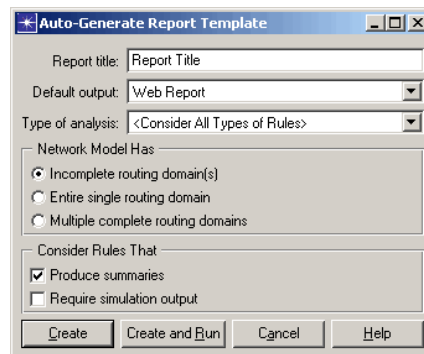 Auto-Generate Report Template
Report title: Report Title
Default output: Web Report
Type of analysis: <Consider All Types of Rules>
Network Model Has
Incomplete routing domain(s)
Entire single routing domain
Multiple complete routing domains
Consider Rules That
Produce summaries
Require simulation output
Create Create and Run Cancel Help